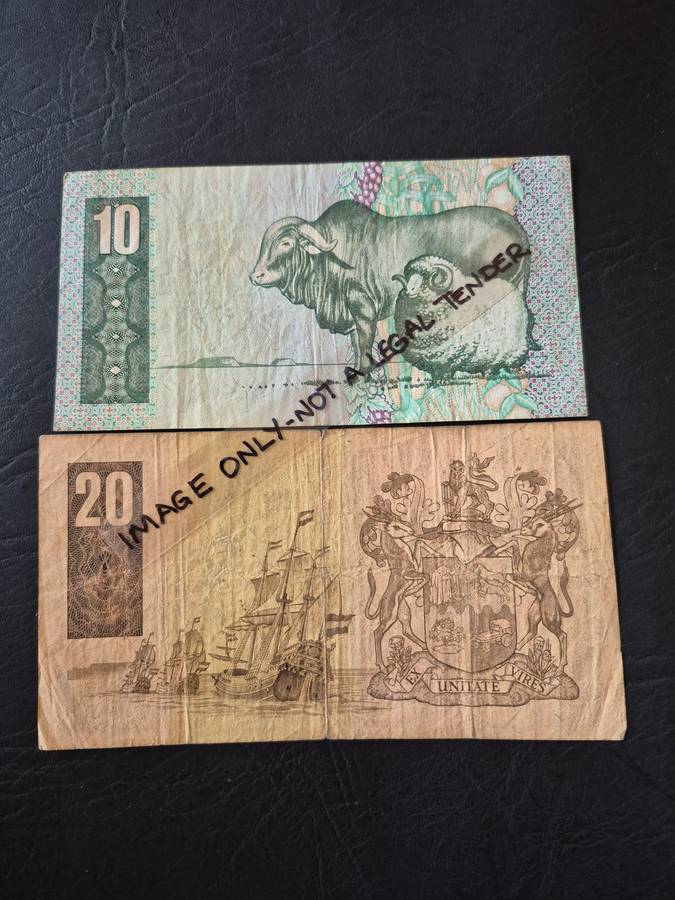 10
IMAGE ONLY-NOT A LEGAL TENDER
20
EX UNITATE VIRES